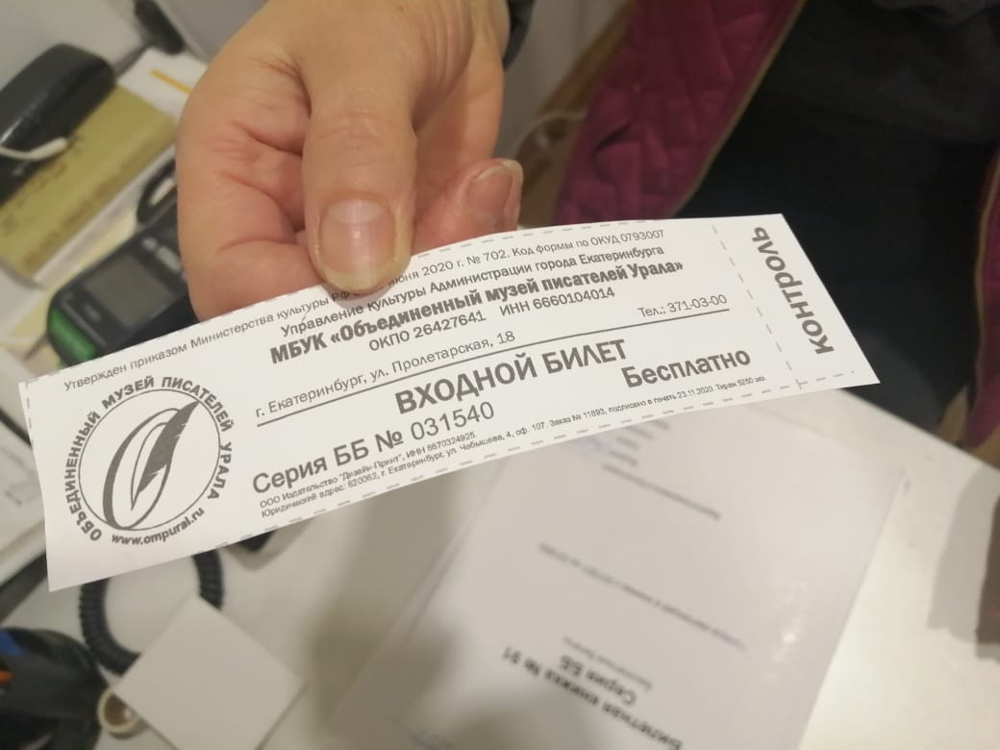 Утвержден приказом Министерства культуры РФ июня 2020 г. № 702. Код формы по ОКУД 0793007
Управление культуры Администрации города Екатеринбурга
МБУК «Объединенный музей писателей Урала»
ОКПО 26427641 ИНН 6660104014
г. Екатеринбург, ул. Пролетарская, 18 Тел.: 371-03-00
ВХОДНОЙ БИЛЕТ
Серия ББ № 031540 Бесплатно
ООО Издательство "Дизайн-Принт", ИНН 6670324925.
Юридический адрес: 620062, г. Екатеринбург, ул. Чебышева, 4, оф. 107. Заказ № 11893, подписано в печать 23.11.2020. Тираж 5250 экз.
КОНТРОЛЬ
ОБЪЕДИНЕННЫЙ МУЗЕЙ ПИСАТЕЛЕЙ УРАЛА
www.ompural.ru
Билетная книжка № 91
Серия ББ